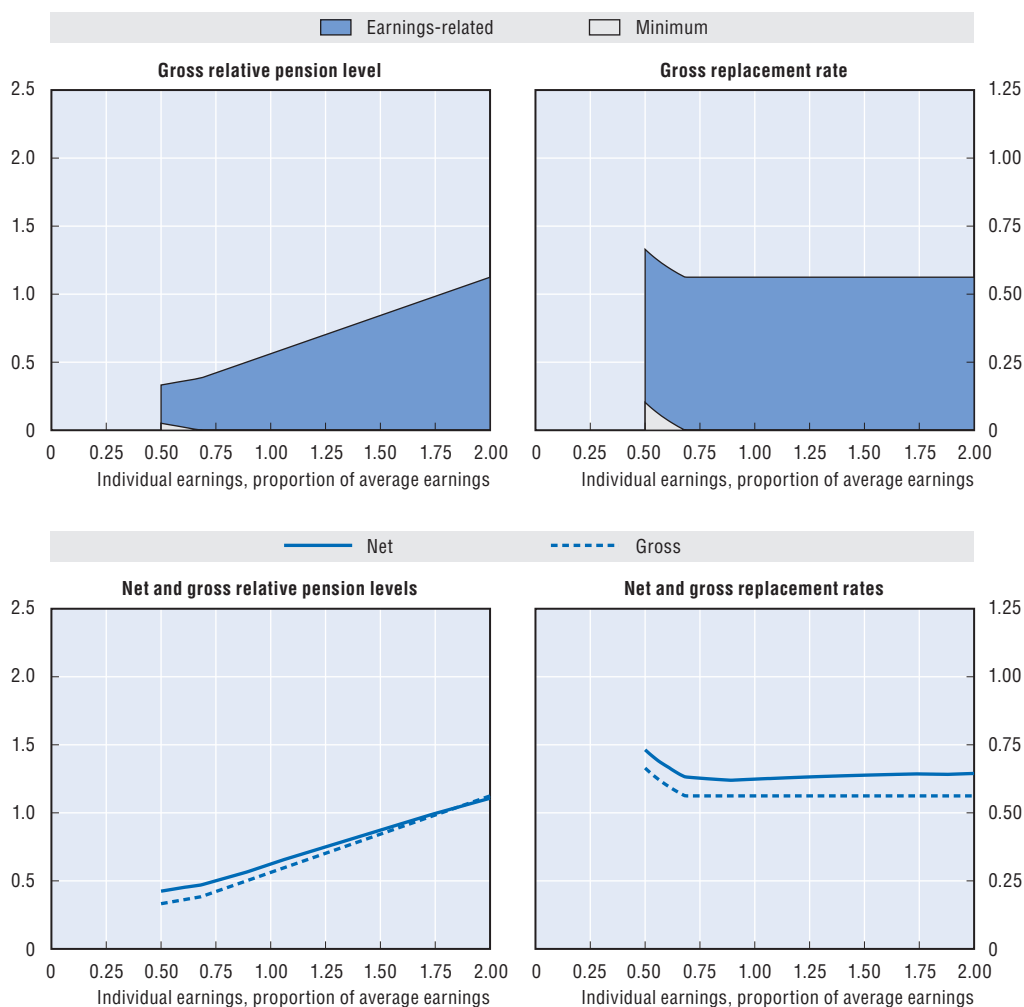 Earnings-related Minimum
Gross relative pension level
2.5
2.0
1.5
1.0
0.5
0
0 0.25 0.50 0.75 1.00 1.25 1.50 1.75 2.00
Individual earnings, proportion of average earnings
Gross replacement rate
1.25
1.00
0.75
0.50
0.25
0
0 0.25 0.50 0.75 1.00 1.25 1.50 1.75 2.00
Individual earnings, proportion of average earnings
Net Gross
Net and gross relative pension levels
2.5
2.0
1.5
1.0
0.5
0
0 0.25 0.50 0.75 1.00 1.25 1.50 1.75 2.00
Individual earnings, proportion of average earnings
Net and gross replacement rates
1.25
1.00
0.75
0.50
0.25
0
0 0.25 0.50 0.75 1.00 1.25 1.50 1.75 2.00
Individual earnings, proportion of average earnings